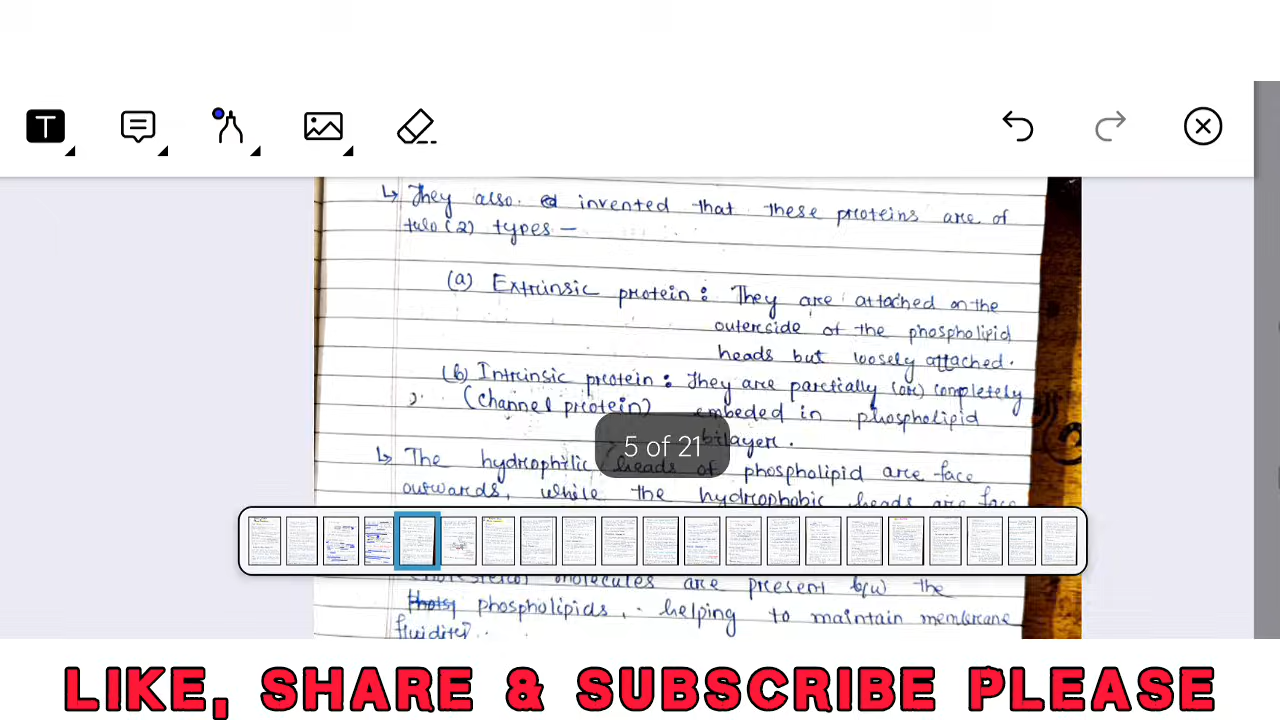 T
↳ They also invented that these proteins are of
two(2) types —
(a) Extrinsic protein : They are attached on the
outerside of the phospholipid
heads but loosely attached.
(b) Intrinsic protein : They are partially (or) completely
(channel protein) embeded in phospholipid
bilayer.
5 of 21
↳ The hydrophilic heads of phospholipid are face
outwards, while the hydrophobic heads are face
molecules are present b/w the
phospholipids, helping to maintain membrane
LIKE, SHARE & SUBSCRIBE PLEASE